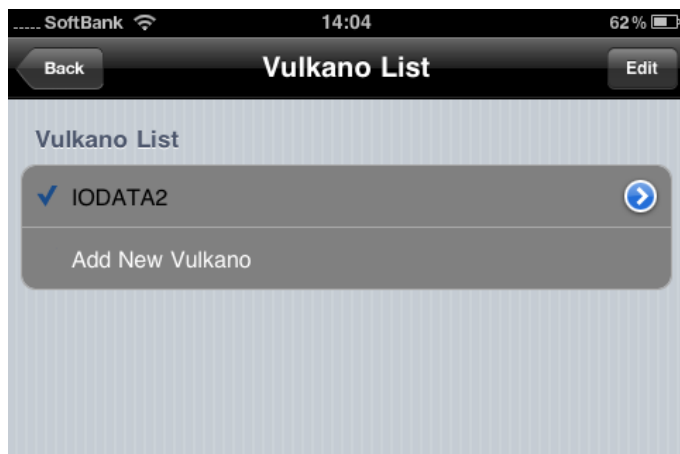 ..... SoftBank 14:04 62%
Back Vulkano List Edit
Vulkano List
IODATA2
Add New Vulkano